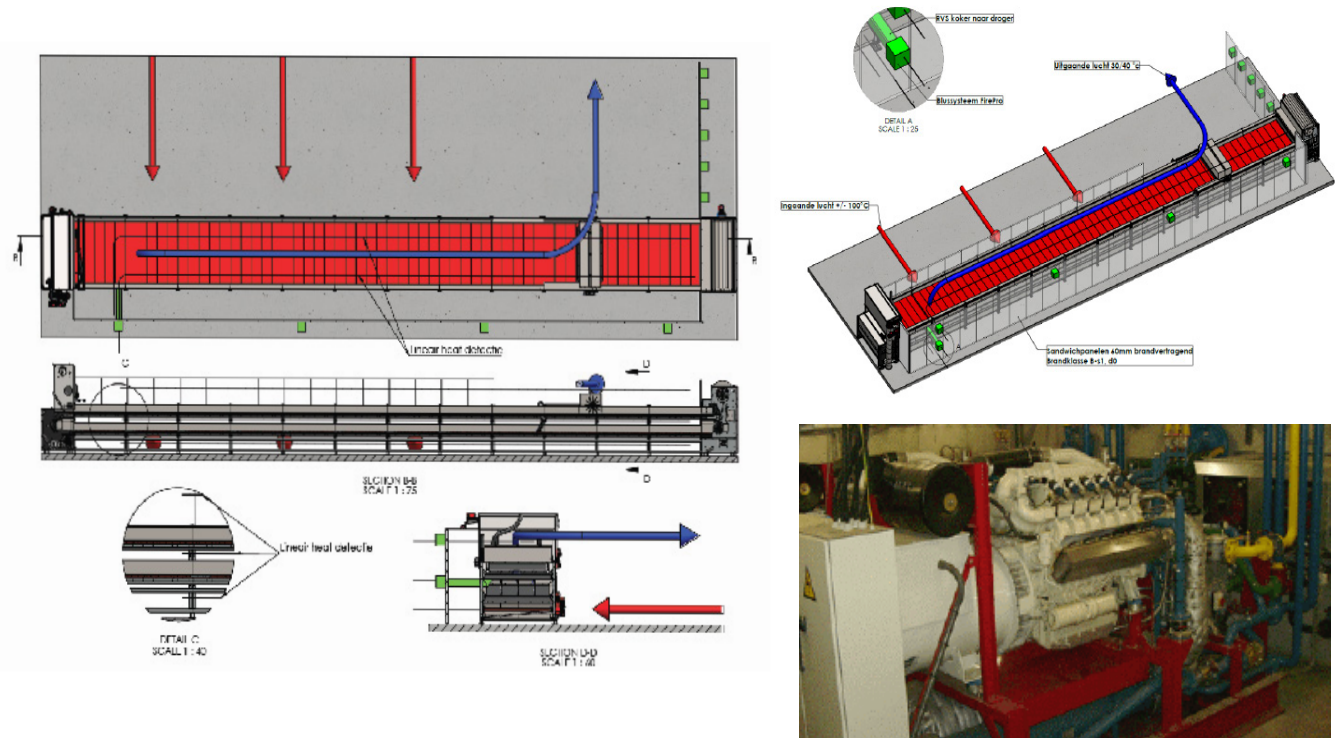 B
B
Lineair heat detectie
C
D
D
SECTION B-B
SCALE 1 : 75
Lineair heat detectie
DETAIL C
SCALE 1 : 40
SECTION D-D
SCALE 1 : 60
RVS koker naar droger
Blussysteem FirePro
DETAIL A
SCALE 1 : 25
Uitgaande lucht 30/40 °c
Ingaande lucht +/- 100°C
A
Sandwichpanelen 60mm brandvertragend
Brandklasse B-s1, d0